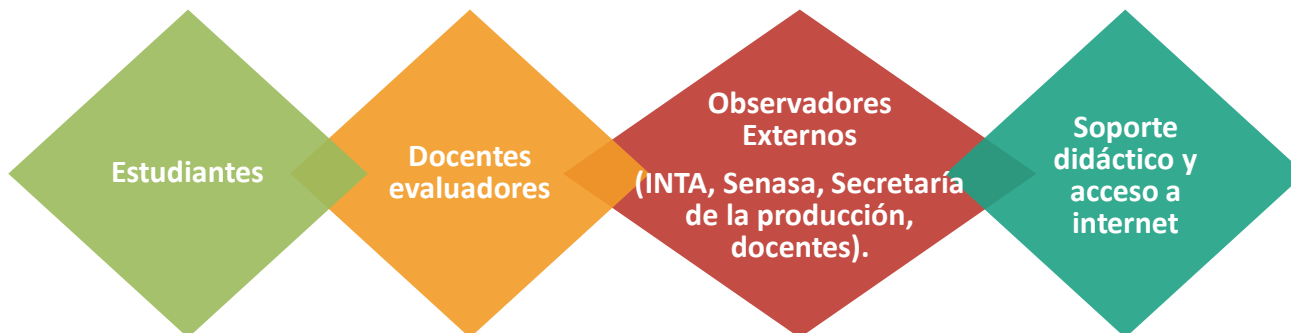 Estudiantes
Docentes
evaluadores
Observadores
Externos
(INTA, Senasa, Secretaría
de la producción,
docentes).
Soporte
didáctico y
acceso a
internet